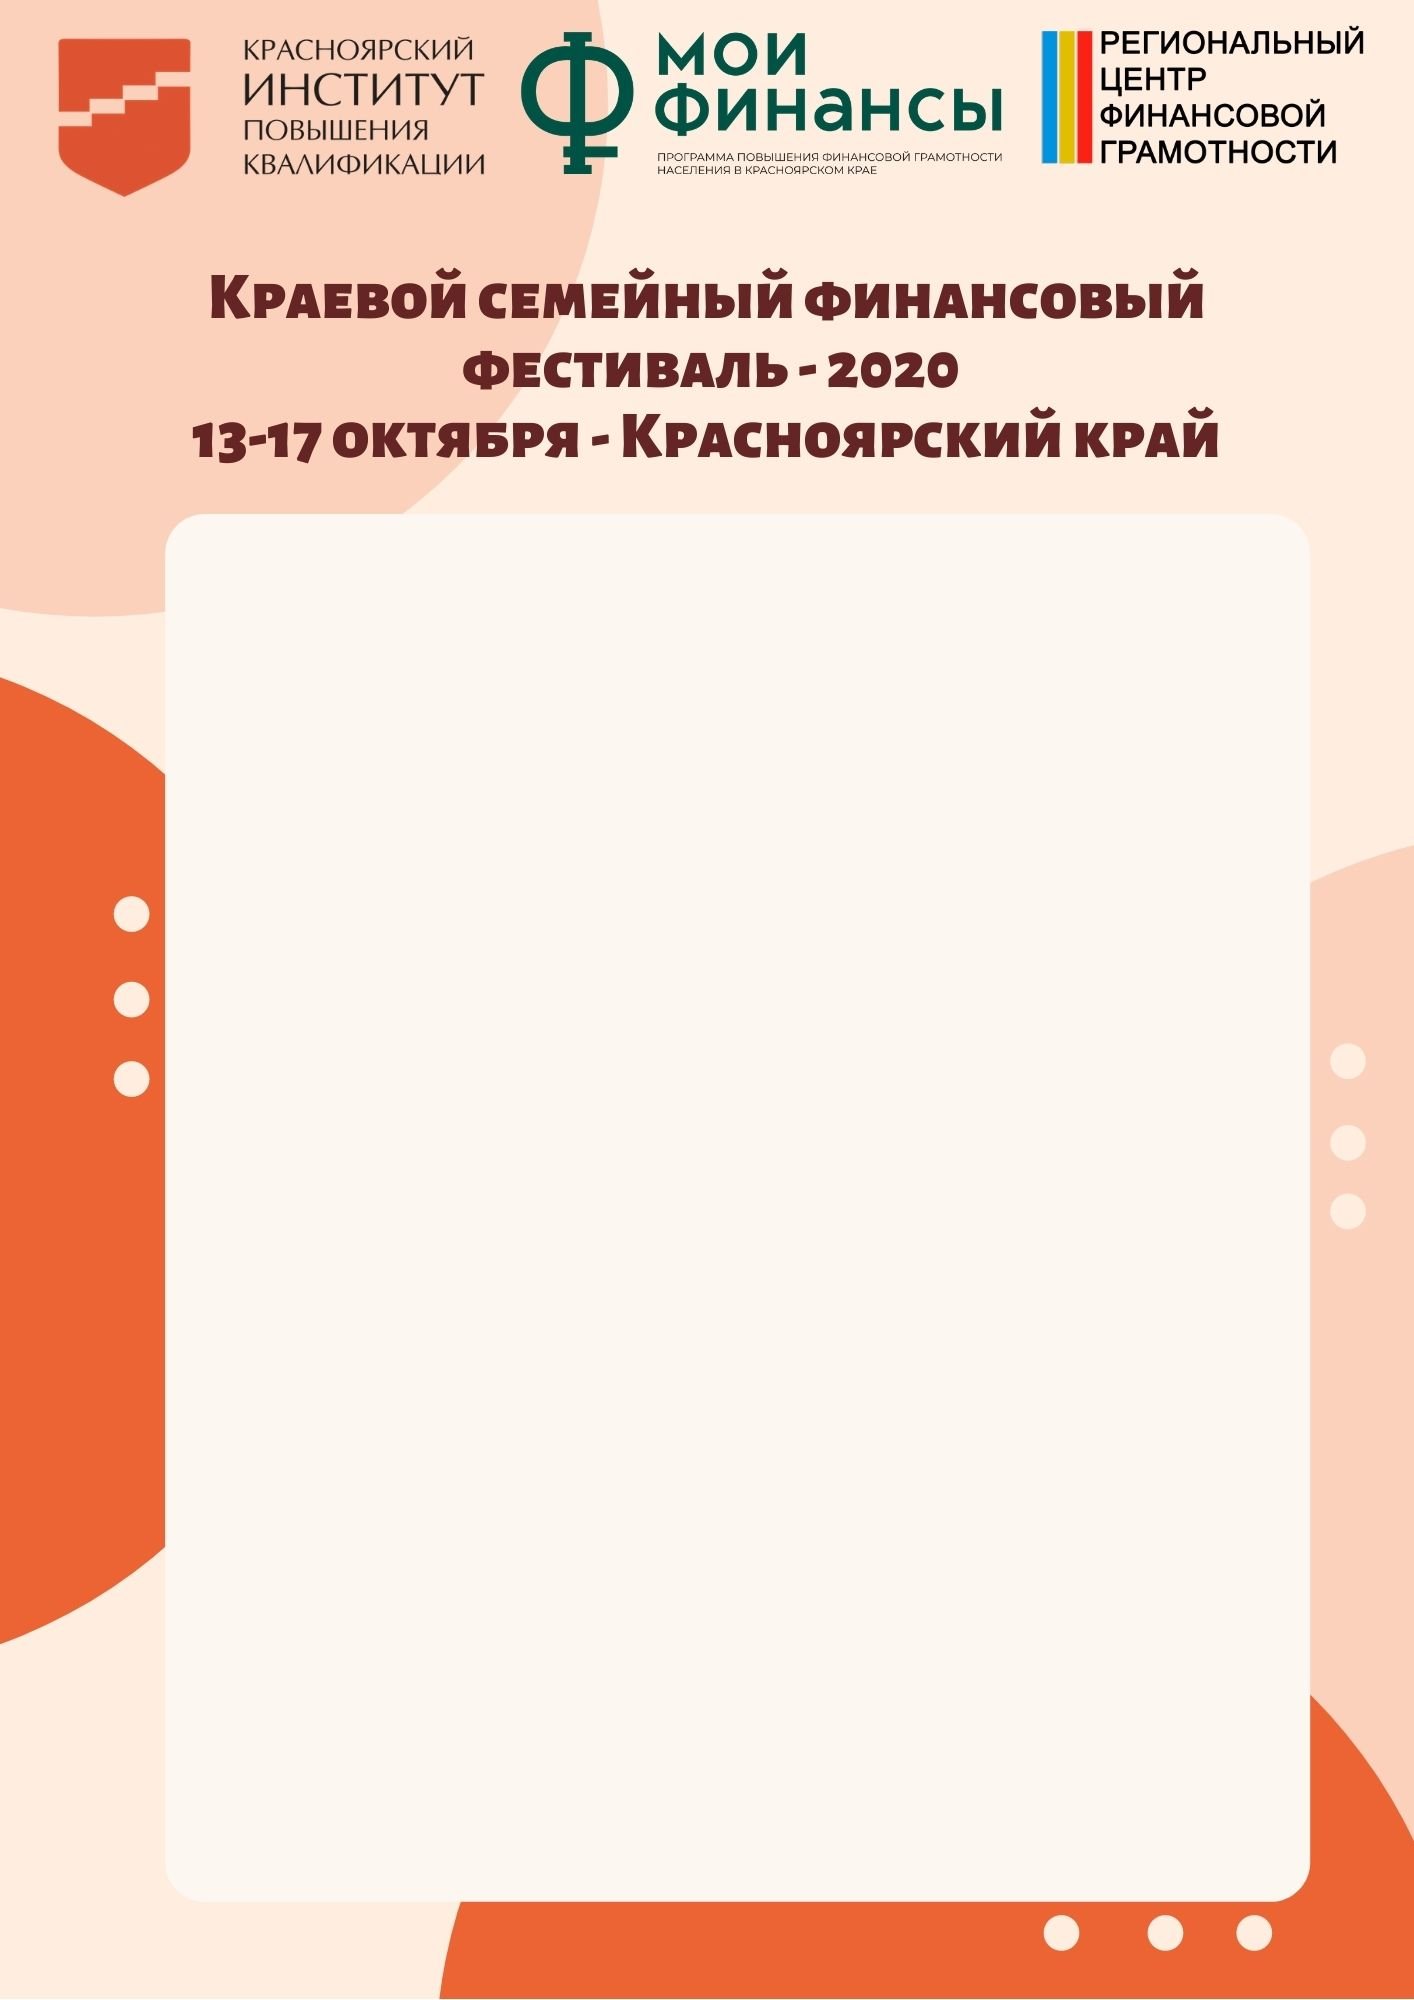 КРАСНОЯРСКИЙ
ИНСТИТУТ
ПОВЫШЕНИЯ
КВАЛИФИКАЦИИ
МОИ
ФИНАНСЫ
ПРОГРАММА ПОВЫШЕНИЯ ФИНАНСОВОЙ ГРАМОТНОСТИ
НАСЕЛЕНИЯ В КРАСНОЯРСКОМ КРАЕ
РЕГИОНАЛЬНЫЙ
ЦЕНТР
ФИНАНСОВОЙ
ГРАМОТНОСТИ
Краевой семейный финансовый
фестиваль - 2020
13-17 октября - Красноярский край